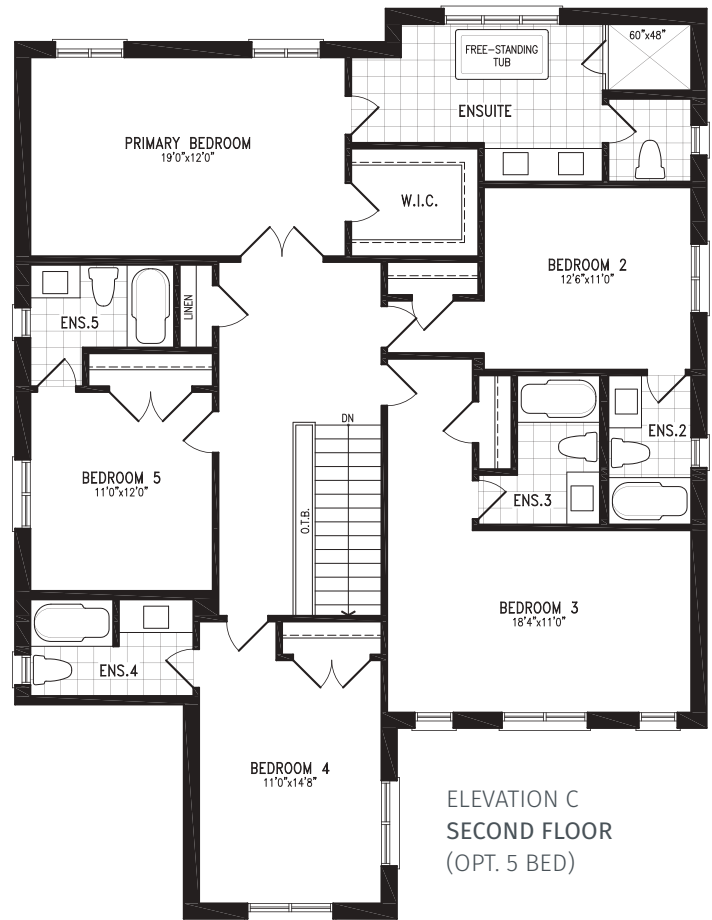 60"x48"
FREE-STANDING
TUB
ENSUITE
PRIMARY BEDROOM
19'0"x12'0"
W.I.C.
BEDROOM 2
12'6"x11'0"
LINEN
ENS.5
DN
ENS.2
BEDROOM 5
11'0"x12'0"
ENS.3
O.T.B.
BEDROOM 3
18'4"x11'0"
ENS.4
BEDROOM 4
11'0"x14'8"
ELEVATION C
SECOND FLOOR
(OPT. 5 BED)